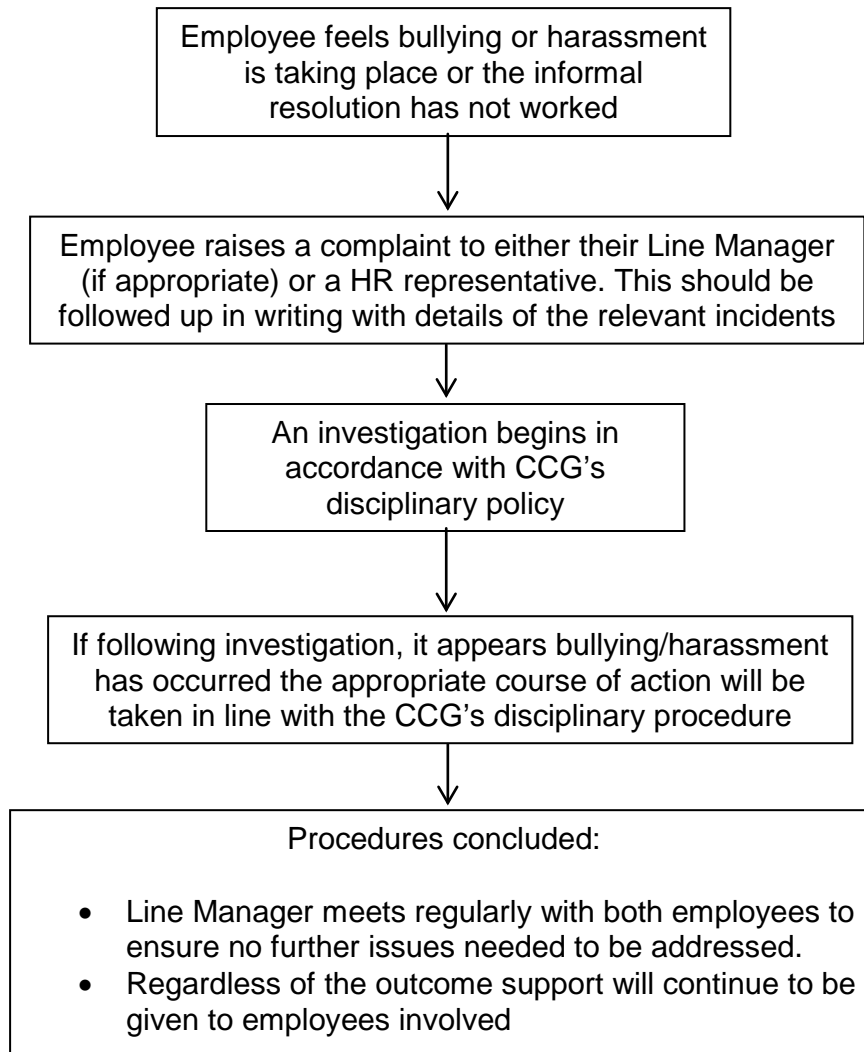 Employee feels bullying or harassment
is taking place or the informal
resolution has not worked
Employee raises a complaint to either their Line Manager
(if appropriate) or a HR representative. This should be
followed up in writing with details of the relevant incidents
An investigation begins in
accordance with CCG’s
disciplinary policy
If following investigation, it appears bullying/harassment
has occurred the appropriate course of action will be
taken in line with the CCG’s disciplinary procedure
Procedures concluded:
• Line Manager meets regularly with both employees to
ensure no further issues needed to be addressed.
• Regardless of the outcome support will continue to be
given to employees involved